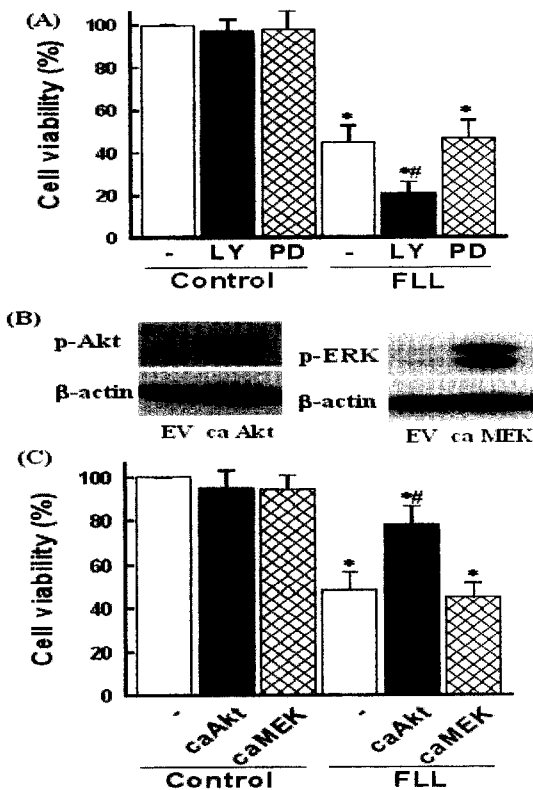 (A)
Cell viability (%)
100
80
60
40
20
0
*
*#
*
- LY PD - LY PD
Control FLL
(B)
p-Akt
β-actin
EV ca Akt
p-ERK
β-actin
EV ca MEK
(C)
Cell viability (%)
100
80
60
40
20
0
*
*#
*
- caAkt caMEK - caAkt caMEK
Control FLL